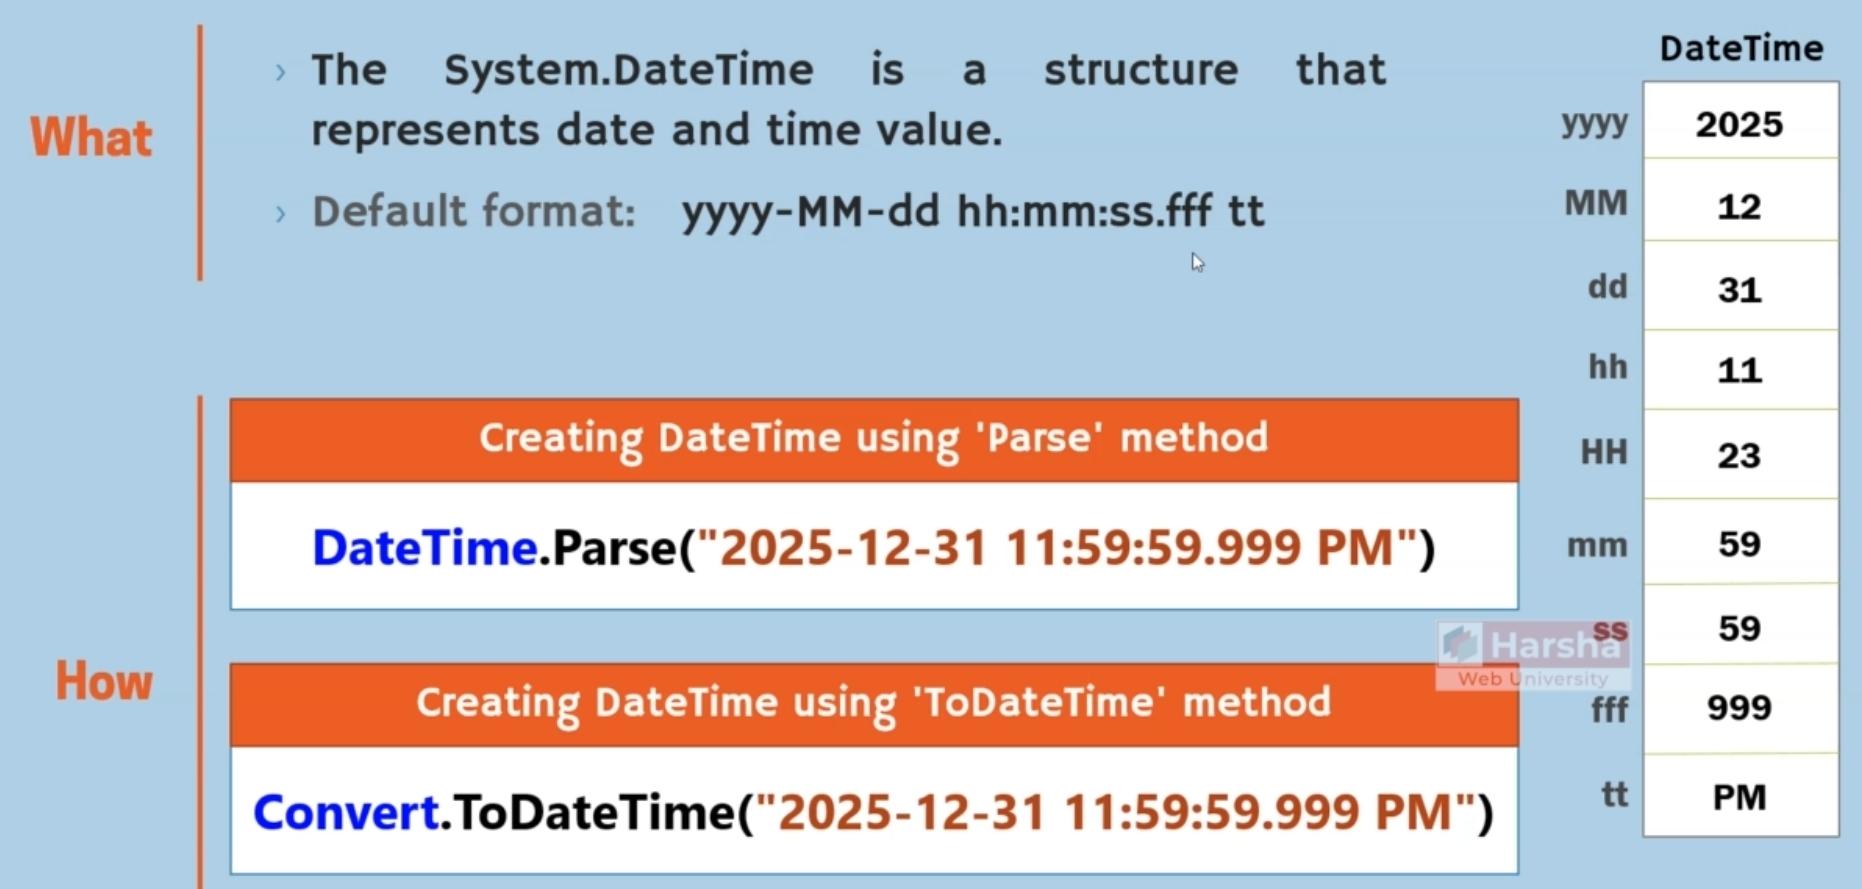 What
The System.DateTime is a structure that
represents date and time value.
Default format: yyyy-MM-dd hh:mm:ss.fff tt
How
Creating DateTime using 'Parse' method
DateTime.Parse("2025-12-31 11:59:59.999 PM")
Creating DateTime using 'ToDateTime' method
Convert.ToDateTime("2025-12-31 11:59:59.999 PM")
DateTime
yyyy 2025
MM 12
dd 31
hh 11
HH 23
mm 59
ss 59
fff 999
tt PM
Harsha
Web University